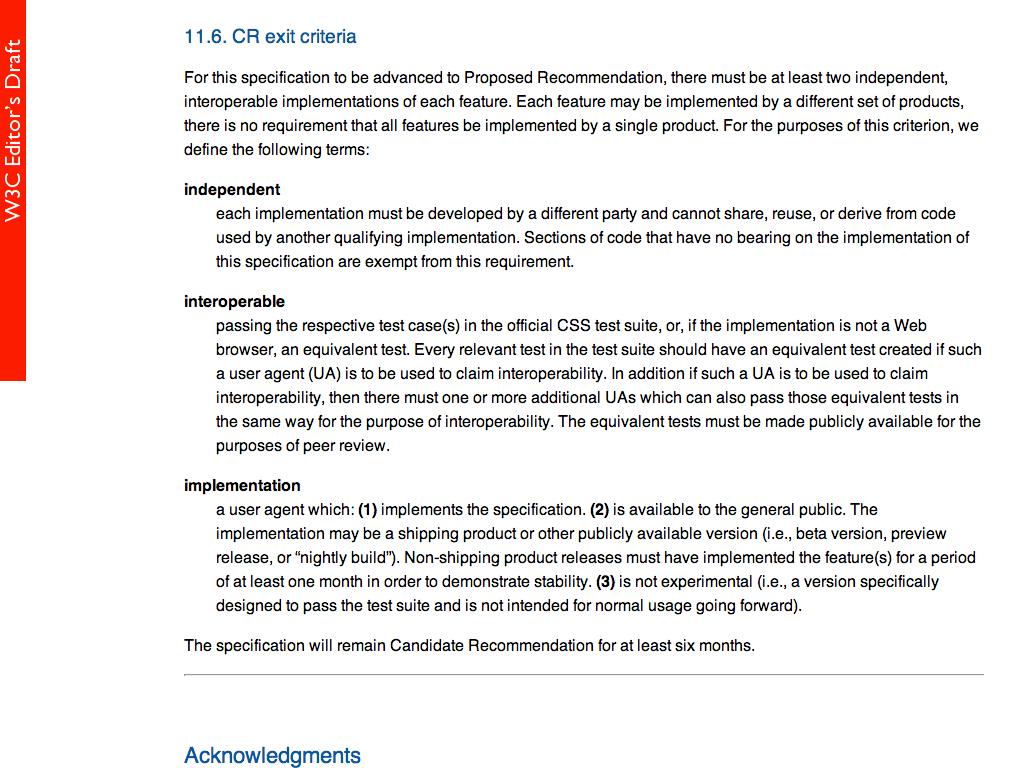 W3C Editor's Draft
11.6. CR exit criteria
For this specification to be advanced to Proposed Recommendation, there must be at least two independent,
interoperable implementations of each feature. Each feature may be implemented by a different set of products,
there is no requirement that all features be implemented by a single product. For the purposes of this criterion, we
define the following terms:
independent
each implementation must be developed by a different party and cannot share, reuse, or derive from code
used by another qualifying implementation. Sections of code that have no bearing on the implementation of
this specification are exempt from this requirement.
interoperable
passing the respective test case(s) in the official CSS test suite, or, if the implementation is not a Web
browser, an equivalent test. Every relevant test in the test suite should have an equivalent test created if such
a user agent (UA) is to be used to claim interoperability. In addition if such a UA is to be used to claim
interoperability, then there must one or more additional UAs which can also pass those equivalent tests in
the same way for the purpose of interoperability. The equivalent tests must be made publicly available for the
purposes of peer review.
implementation
a user agent which: (1) implements the specification. (2) is available to the general public. The
implementation may be a shipping product or other publicly available version (i.e., beta version, preview
release, or “nightly build”). Non-shipping product releases must have implemented the feature(s) for a period
of at least one month in order to demonstrate stability. (3) is not experimental (i.e., a version specifically
designed to pass the test suite and is not intended for normal usage going forward).
The specification will remain Candidate Recommendation for at least six months.
Acknowledgments